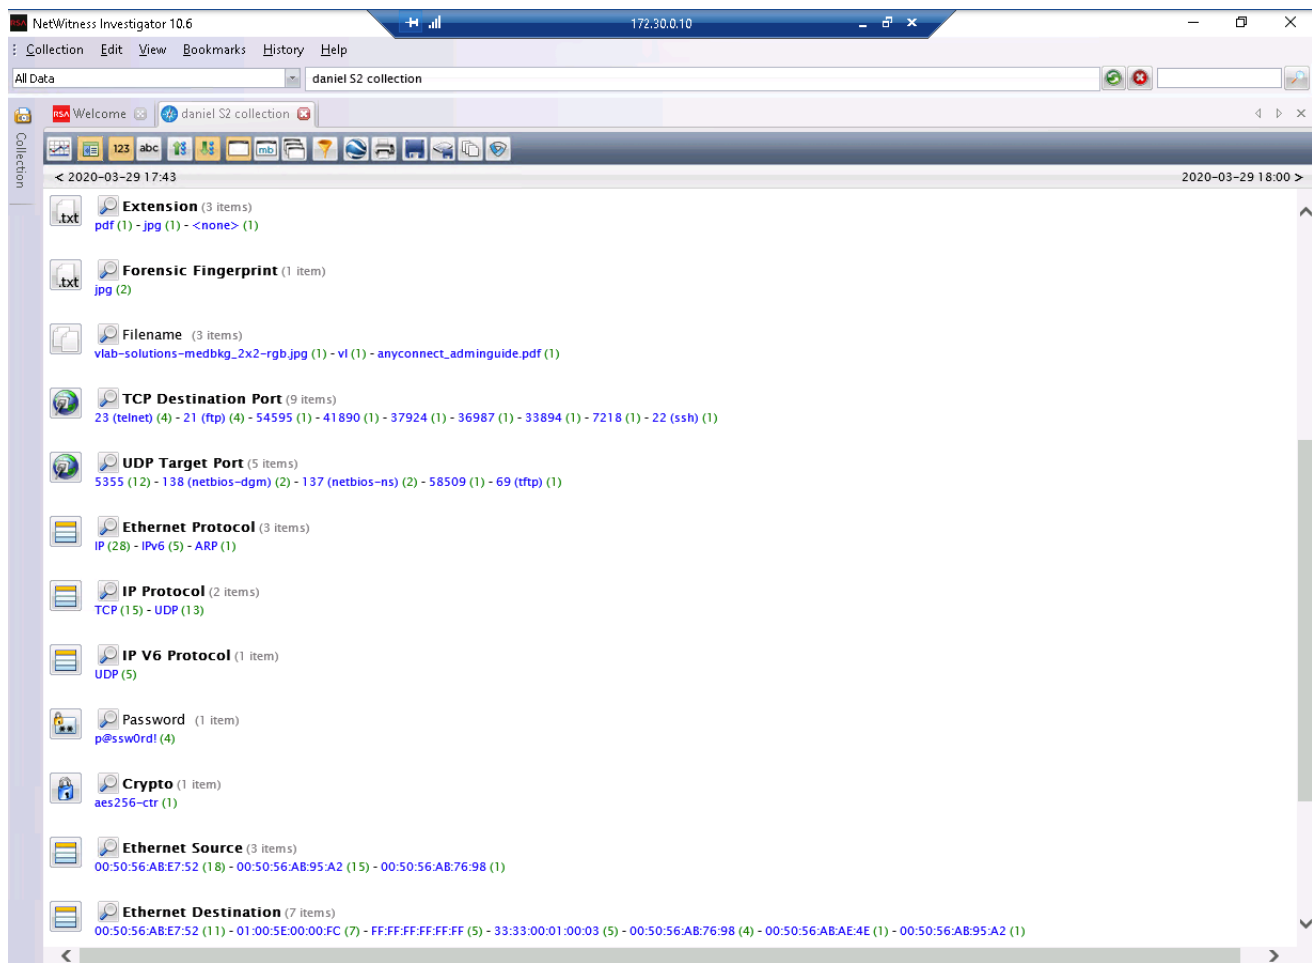 RSA NetWitness Investigator 10.6
172.30.0.10
Collection Edit View Bookmarks History Help
All Data
daniel S2 collection
RSA Welcome
daniel S2 collection
Collection
123 abc mb
< 2020-03-29 17:43
2020-03-29 18:00 >
.txt Extension (3 items)
pdf (1) - jpg (1) - <none> (1)
.txt Forensic Fingerprint (1 item)
jpg (2)
Filename (3 items)
vlab-solutions-medbkg_2x2-rgb.jpg (1) - vl (1) - anyconnect_adminguide.pdf (1)
TCP Destination Port (9 items)
23 (telnet) (4) - 21 (ftp) (4) - 54595 (1) - 41890 (1) - 37924 (1) - 36987 (1) - 33894 (1) - 7218 (1) - 22 (ssh) (1)
UDP Target Port (5 items)
5355 (12) - 138 (netbios-dgm) (2) - 137 (netbios-ns) (2) - 58509 (1) - 69 (tftp) (1)
Ethernet Protocol (3 items)
IP (28) - IPv6 (5) - ARP (1)
IP Protocol (2 items)
TCP (15) - UDP (13)
IP V6 Protocol (1 item)
UDP (5)
Password (1 item)
p@ssw0rd! (4)
Crypto (1 item)
aes256-ctr (1)
Ethernet Source (3 items)
00:50:56:AB:E7:52 (18) - 00:50:56:AB:95:A2 (15) - 00:50:56:AB:76:98 (1)
Ethernet Destination (7 items)
00:50:56:AB:E7:52 (11) - 01:00:5E:00:00:FC (7) - FF:FF:FF:FF:FF:FF (5) - 33:33:00:01:00:03 (5) - 00:50:56:AB:76:98 (4) - 00:50:56:AB:AE:4E (1) - 00:50:56:AB:95:A2 (1)